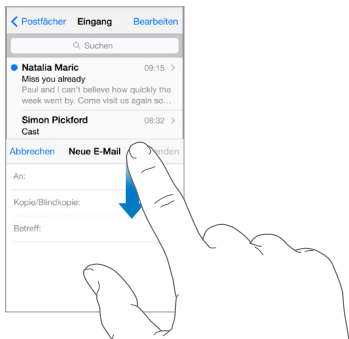 Postfächer Eingang Bearbeiten
Suchen
Natalia Maric 09:15
Miss you already
Paul and I can't believe how quickly the
week went by. Come visit us again so...
Simon Pickford 08:32
Cast
Abbrechen Neue E-Mail
An:
Kopie/Blindkopie:
Betreff: